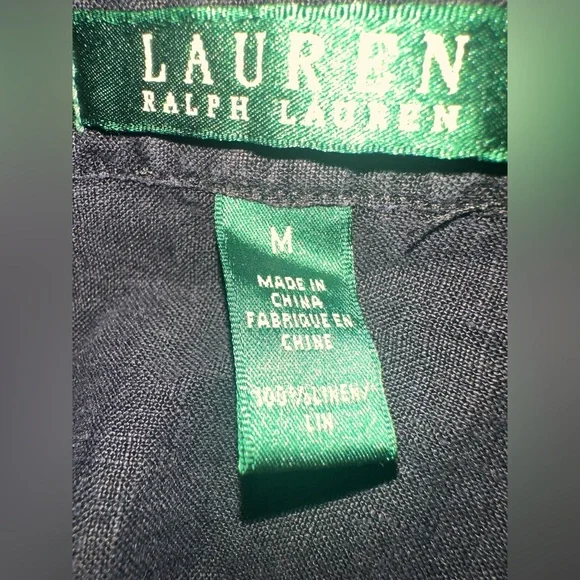 LAUREN
RALPH LAUREN
M
MADE IN
CHINA
FABRIQUE EN
CHINE
100% LINEN/
LIN